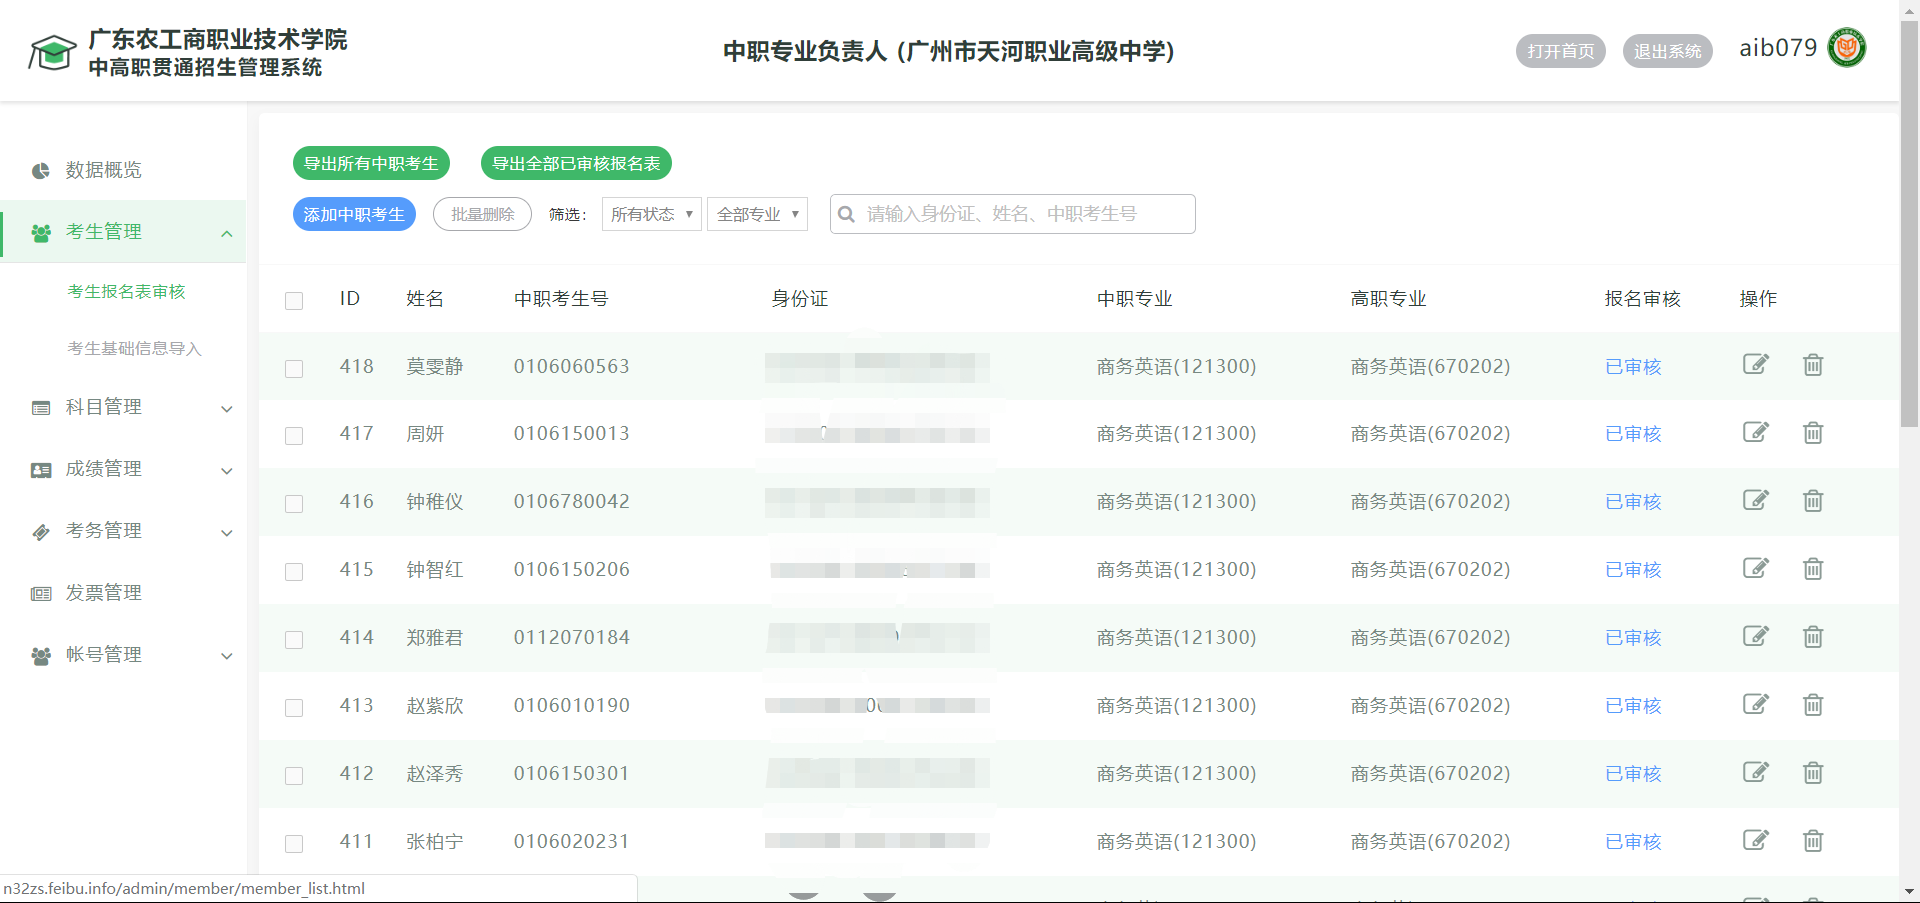 广东农工商职业技术学院
中高职贯通招生管理系统
中职专业负责人 (广州市天河职业高级中学)
打开首页 退出系统 aib079
数据概览
考生管理
考生报名表审核
考生基础信息导入
科目管理
成绩管理
考务管理
发票管理
帐号管理
导出所有中职考生 导出全部已审核报名表
添加中职考生 批量删除 筛选： 所有状态 全部专业 请输入身份证、姓名、中职考生号
ID 姓名 中职考生号 身份证 中职专业 高职专业 报名审核 操作
418 莫雯静 0106060563 商务英语(121300) 商务英语(670202) 已审核
417 周妍 0106150013 商务英语(121300) 商务英语(670202) 已审核
416 钟稚仪 0106780042 商务英语(121300) 商务英语(670202) 已审核
415 钟智红 0106150206 商务英语(121300) 商务英语(670202) 已审核
414 郑雅君 0112070184 商务英语(121300) 商务英语(670202) 已审核
413 赵紫欣 0106010190 商务英语(121300) 商务英语(670202) 已审核
412 赵泽秀 0106150301 商务英语(121300) 商务英语(670202) 已审核
411 张柏宁 0106020231 商务英语(121300) 商务英语(670202) 已审核
n32zs.feibu.info/admin/member/member_list.html